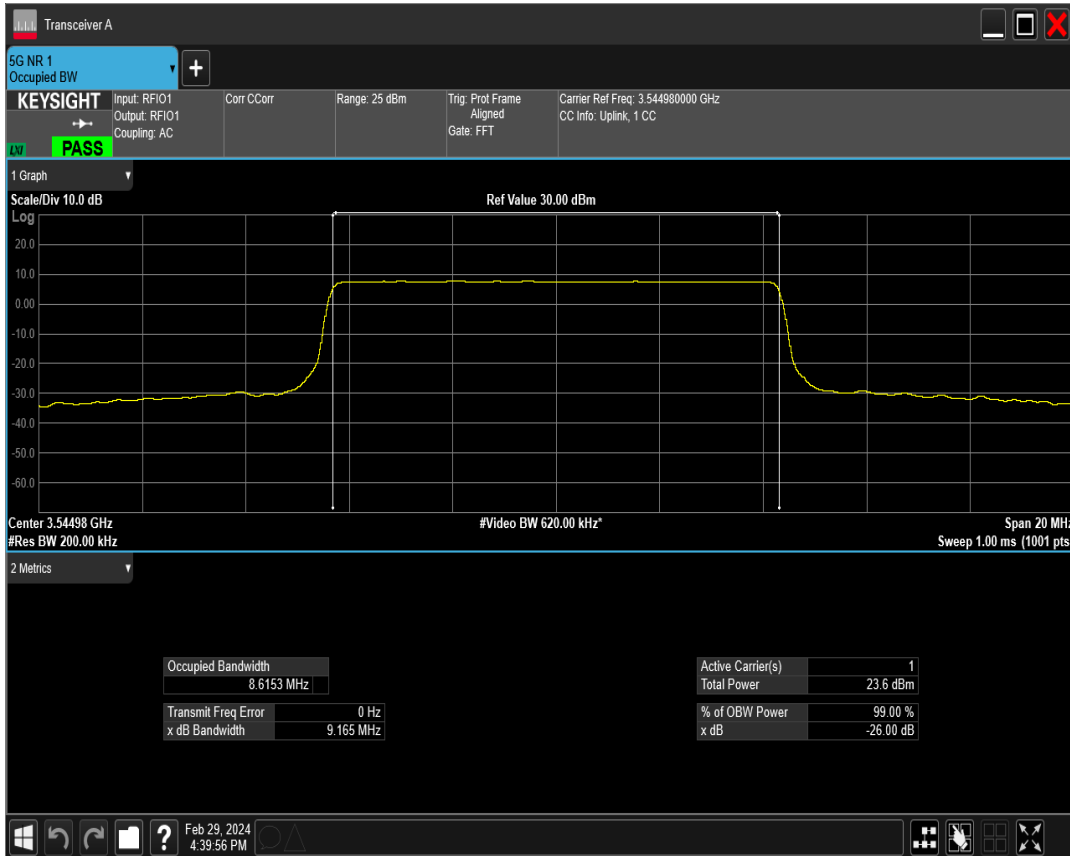 Transceiver A
5G NR 1
Occupied BW
+
KEYSIGHT
Input: RFIO1
Output: RFIO1
Coupling: AC
Corr CCorr
Range: 25 dBm
Trig: Prot Frame
Aligned
Gate: FFT
Carrier Ref Freq: 3.544980000 GHz
CC Info: Uplink, 1 CC
LXI
PASS
1 Graph
Scale/Div 10.0 dB
Ref Value 30.00 dBm
Log
20.0
10.0
0.00
-10.0
-20.0
-30.0
-40.0
-50.0
-60.0
Center 3.54498 GHz
#Video BW 620.00 kHz*
Span 20 MHz
#Res BW 200.00 kHz
Sweep 1.00 ms (1001 pts
2 Metrics
Occupied Bandwidth
8.6153 MHz
Transmit Freq Error 0 Hz
x dB Bandwidth 9.165 MHz
Active Carrier(s) 1
Total Power 23.6 dBm
% of OBW Power 99.00 %
x dB -26.00 dB
?
Feb 29, 2024
4:39:56 PM